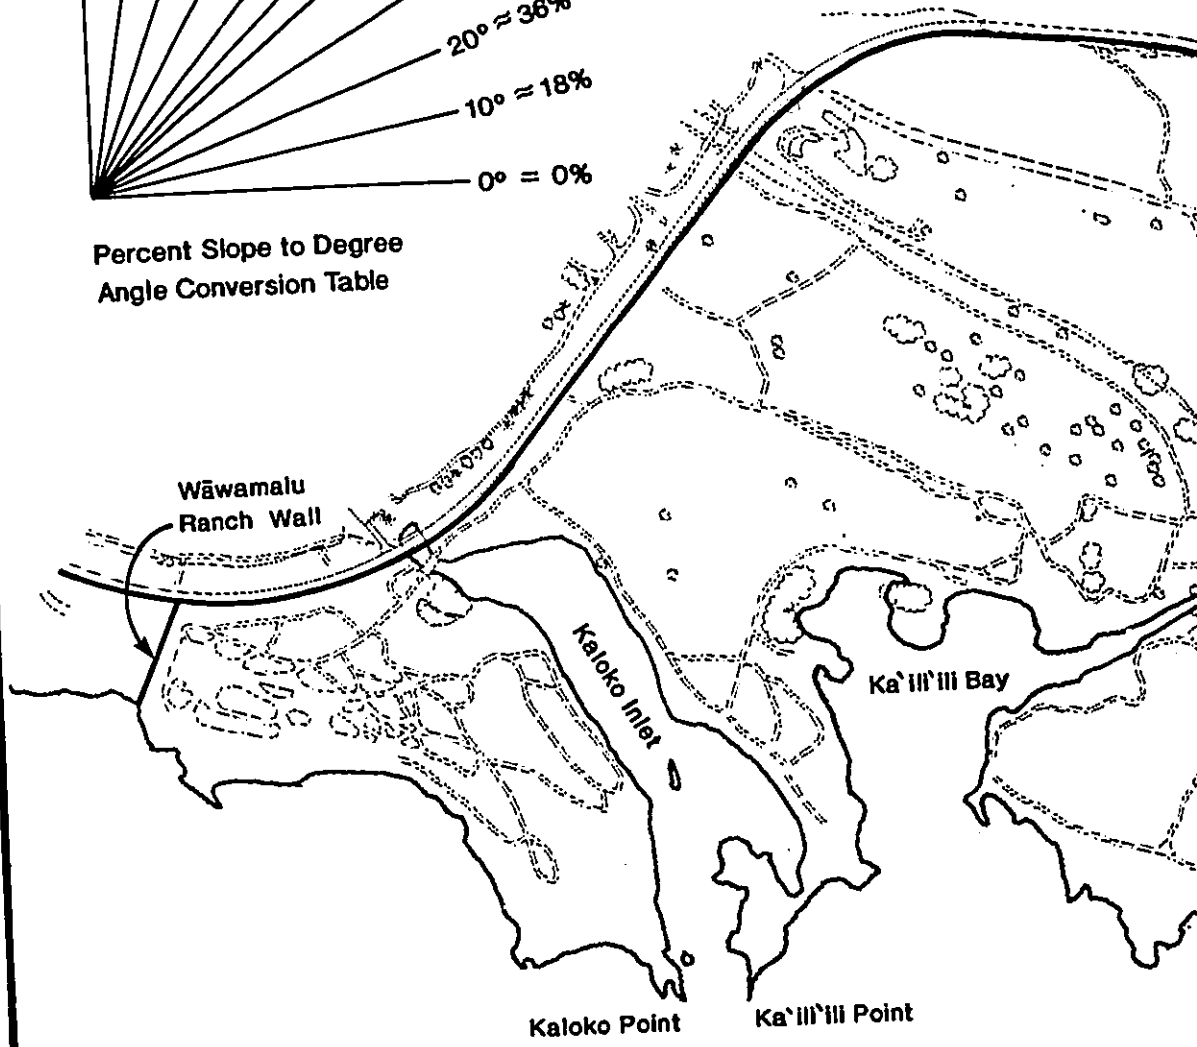 20° ≈ 36%
10° ≈ 18%
0° = 0%
Percent Slope to Degree
Angle Conversion Table
Wāwamalu
Ranch Wall
Kaloko Inlet
Ka`ili`ili Bay
Kaloko Point
Ka`ili`ili Point